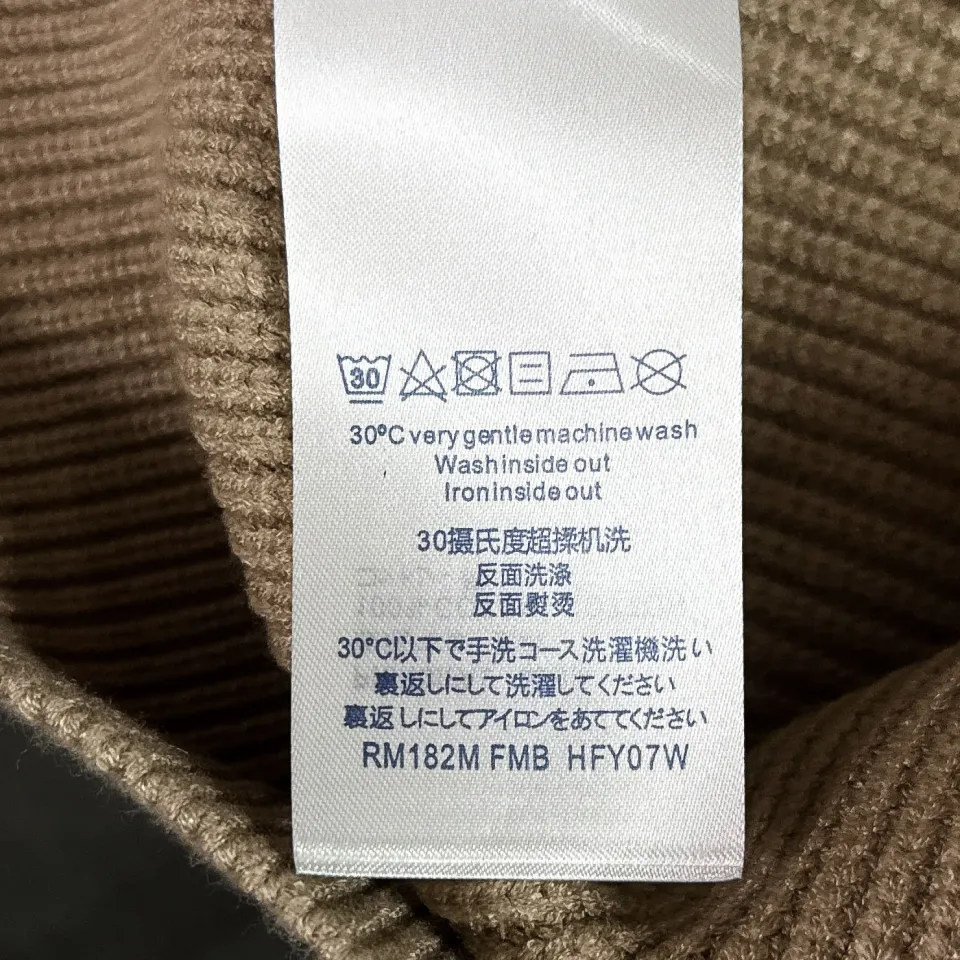 30
30°C very gentle machine wash
Wash inside out
Iron inside out
30摄氏度超揉机洗
反面洗涤
反面熨烫
30°C以下で手洗コース洗濯機洗い
裏返しにして洗濯してください
裏返しにしてアイロンをあててください
RM182M FMB HFY07W